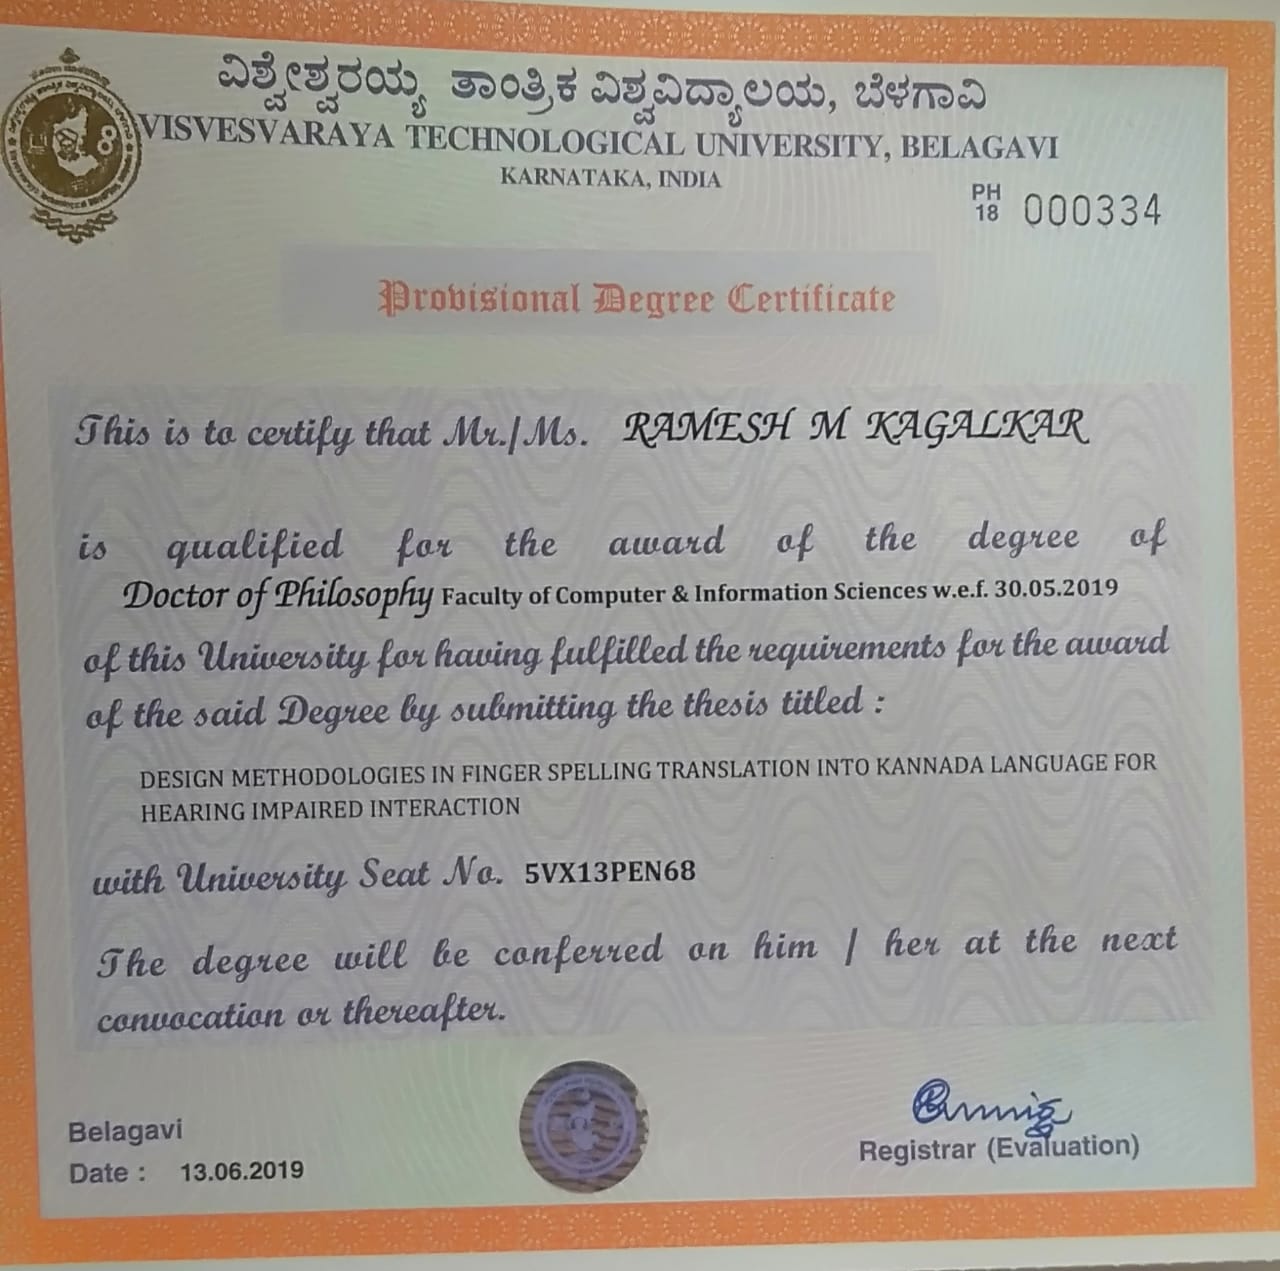 ವಿಶ್ವೇಶ್ವರಯ್ಯ ತಾಂತ್ರಿಕ ವಿಶ್ವವಿದ್ಯಾಲಯ, ಬೆಳಗಾವಿ
VISVESVARAYA TECHNOLOGICAL UNIVERSITY, BELAGAVI
KARNATAKA, INDIA
PH
18 000334
Provisional Degree Certificate
This is to certify that Mr./Ms. RAMESH M KAGALKAR
is qualified for the award of the degree of
Doctor of Philosophy Faculty of Computer & Information Sciences w.e.f. 30.05.2019
of this University for having fulfilled the requirements for the award
of the said Degree by submitting the thesis titled :
DESIGN METHODOLOGIES IN FINGER SPELLING TRANSLATION INTO KANNADA LANGUAGE FOR
HEARING IMPAIRED INTERACTION
with University Seat No. 5VX13PEN68
The degree will be conferred on him / her at the next
convocation or thereafter.
Belagavi
Date : 13.06.2019
Registrar (Evaluation)